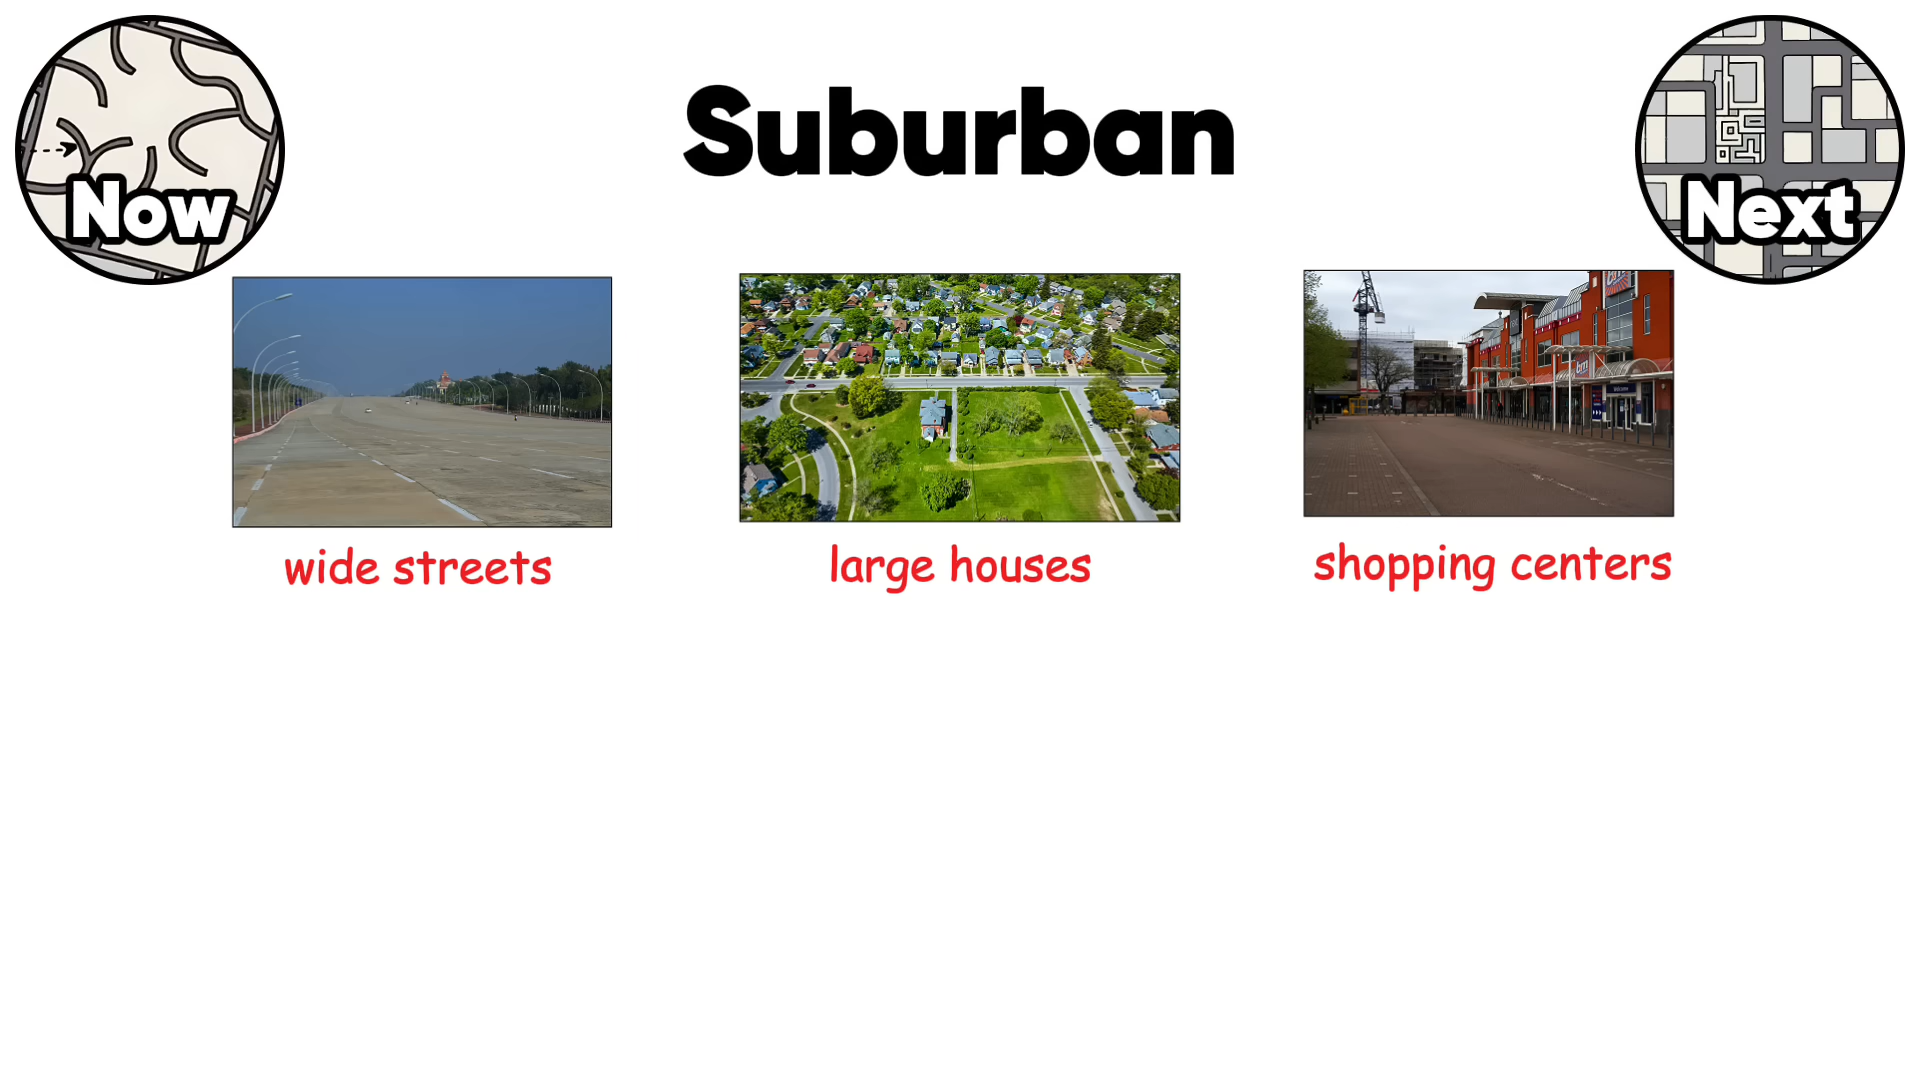 Suburban
Now
Next
wide streets
large houses
shopping centers